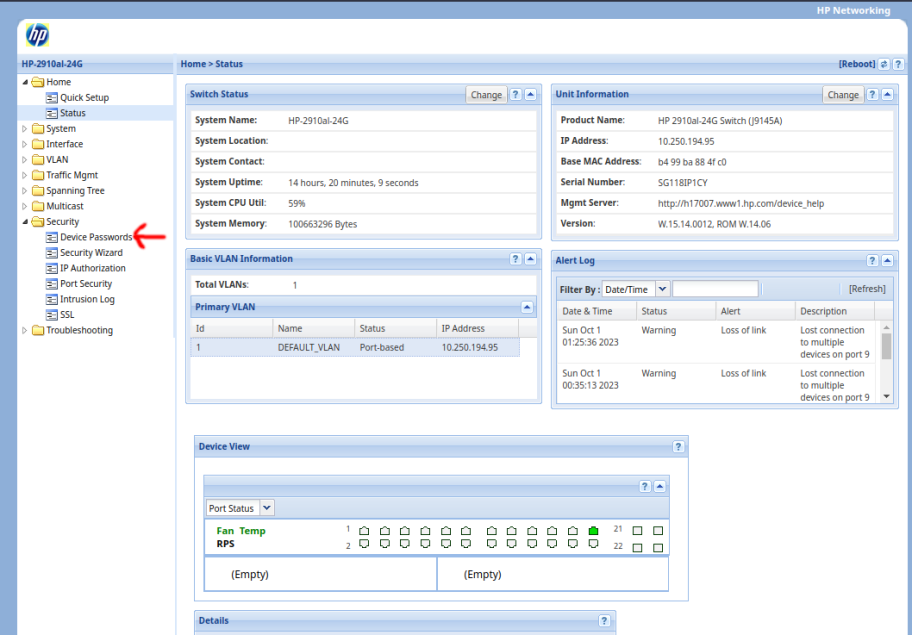 HP Networking
hp
HP-2910al-24G
Home
Quick Setup
Status
System
Interface
VLAN
Traffic Mgmt
Spanning Tree
Multicast
Security
Device Passwords
Security Wizard
IP Authorization
Port Security
Intrusion Log
SSL
Troubleshooting
Home > Status
[Reboot] ?
Switch Status
Change ?
System Name: HP-2910al-24G
System Location:
System Contact:
System Uptime: 14 hours, 20 minutes, 9 seconds
System CPU Util: 59%
System Memory: 100663296 Bytes
Unit Information
Change ?
Product Name: HP 2910al-24G Switch (J9145A)
IP Address: 10.250.194.95
Base MAC Address: b4 99 ba 88 4f c0
Serial Number: SG118IP1CY
Mgmt Server: http://h17007.www1.hp.com/device_help
Version: W.15.14.0012, ROM W.14.06
Basic VLAN Information ?
Total VLANs: 1
Primary VLAN
Id Name Status IP Address
1 DEFAULT_VLAN Port-based 10.250.194.95
Alert Log ?
Filter By : Date/Time [Refresh]
Date & Time Status Alert Description
Sun Oct 1 Warning Loss of link Lost connection
01:25:36 2023 to multiple
devices on port 9
Sun Oct 1 Warning Loss of link Lost connection
00:35:13 2023 to multiple
devices on port 9
Device View ?
?
Port Status
Fan Temp 1 21
RPS 2 22
(Empty) (Empty)
Details ?